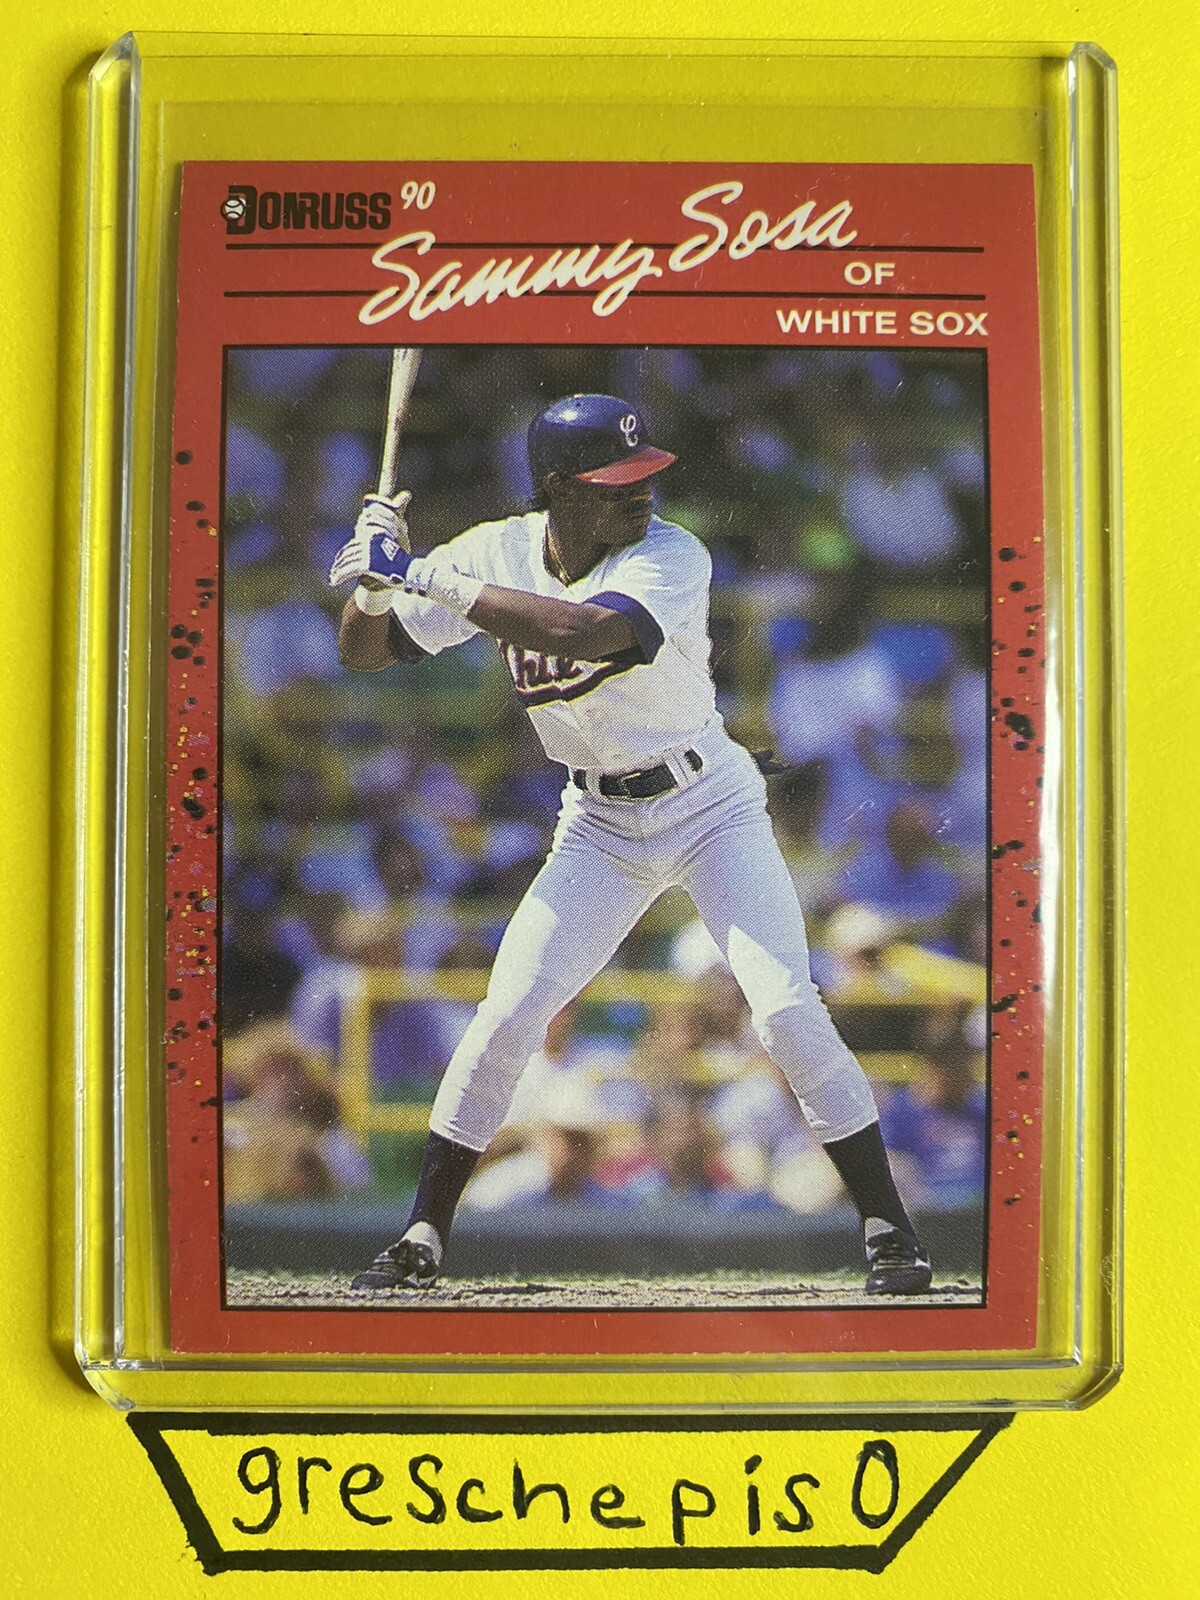 DONRUSS 90
Sammy Sosa
OF
WHITE SOX
C
greschepis0